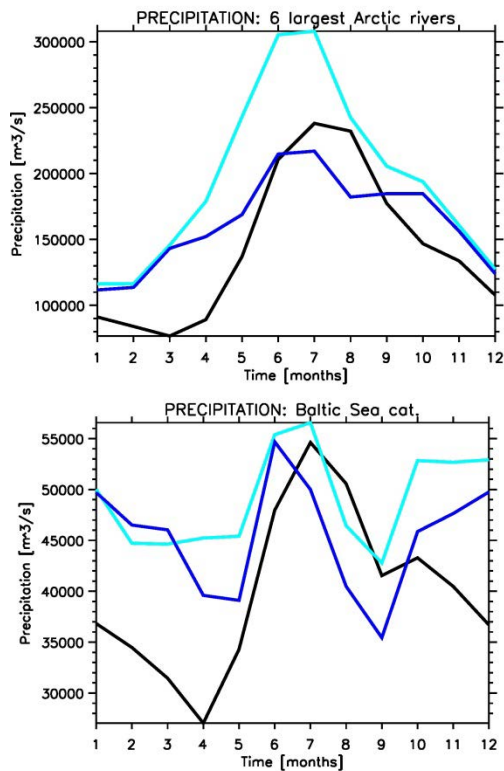 PRECIPITATION: 6 largest Arctic rivers
300000
250000
200000
150000
100000
Precipitation [m^3/s]
1 2 3 4 5 6 7 8 9 10 11 12
Time [months]
PRECIPITATION: Baltic Sea cat.
55000
50000
45000
40000
35000
30000
Precipitation [m^3/s]
1 2 3 4 5 6 7 8 9 10 11 12
Time [months]